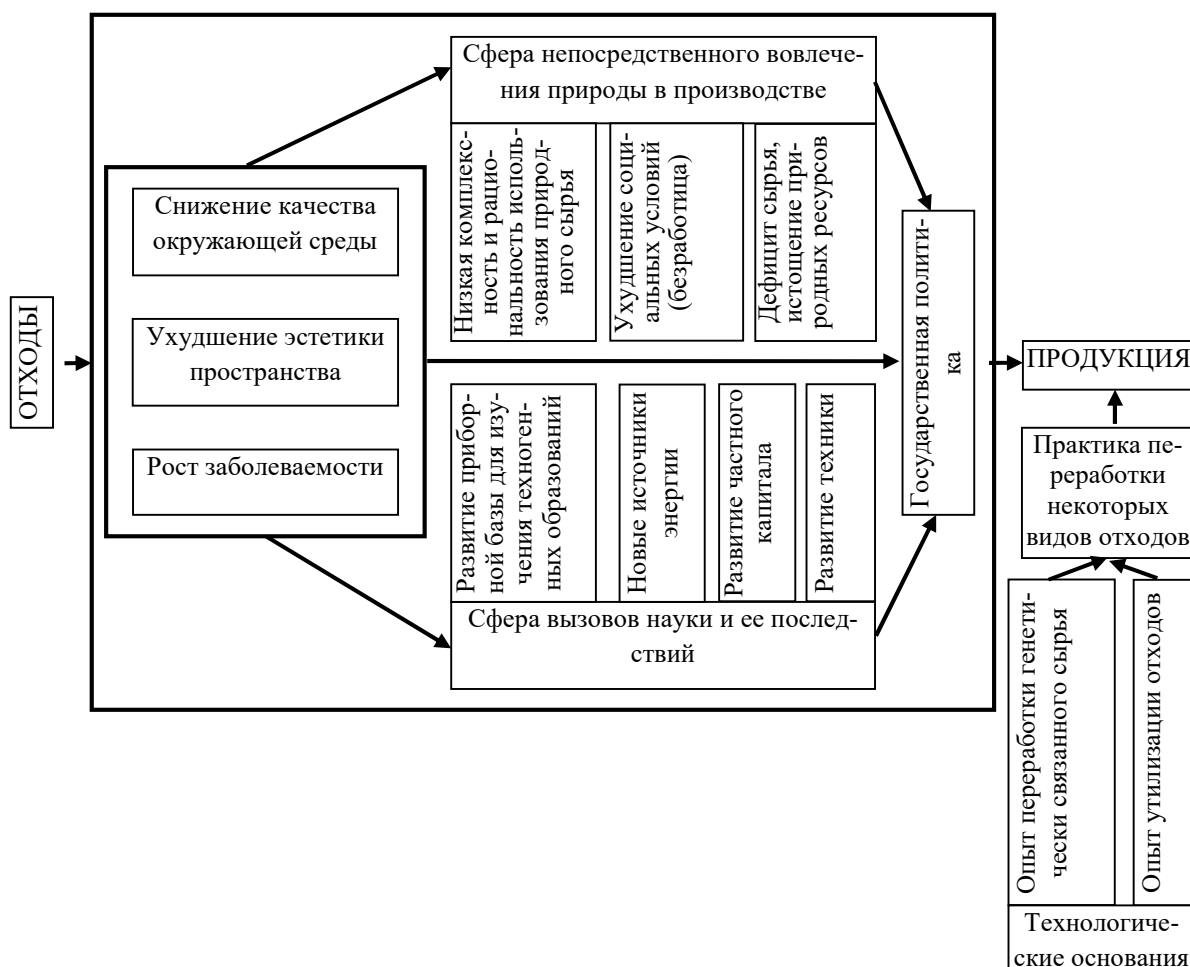 ОТХОДЫ
Снижение качества
окружающей среды
Ухудшение эстетики
пространства
Рост заболеваемости
Сфера непосредственного вовлече-
ния природы в производстве
Низкая комплекс-
ность и рацио-
нальность исполь-
зования природ-
ного сырья
Ухудшение соци-
альных условий
(безработица)
Дефицит сырья,
истощение при-
родных ресурсов
Развитие прибор-
ной базы для изу-
чения техноген-
ных образований
Новые источники
энергии
Развитие частного
капитала
Развитие техники
Сфера вызовов науки и ее послед-
ствий
Государственная полити-
ка
ПРОДУКЦИЯ
Практика пе-
реработки
некоторых
видов отходов
Опыт переработки генети-
чески связанного сырья
Опыт утилизации отходов
Технологиче-
ские основания